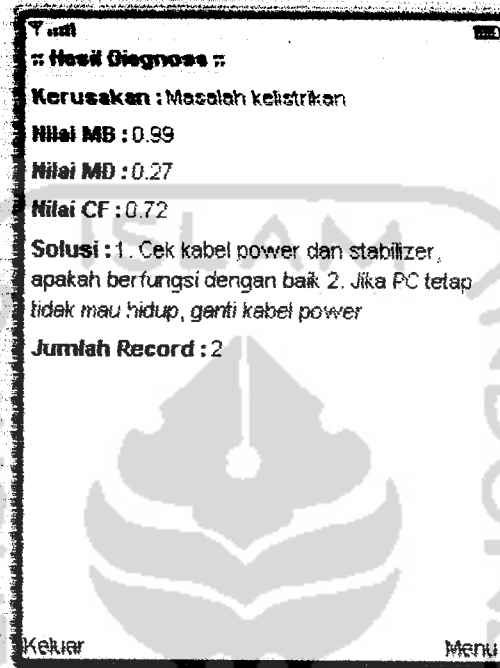 :: Hasil Diagnosa ::
Kerusakan : Masalah kelistrikan
Nilai MB : 0.99
Nilai MD : 0.27
Nilai CF : 0.72
Solusi : 1. Cek kabel power dan stabilizer,
apakah berfungsi dengan baik 2. Jika PC tetap
tidak mau hidup, ganti kabel power
Jumlah Record : 2
ISLAM
Keluar Menu